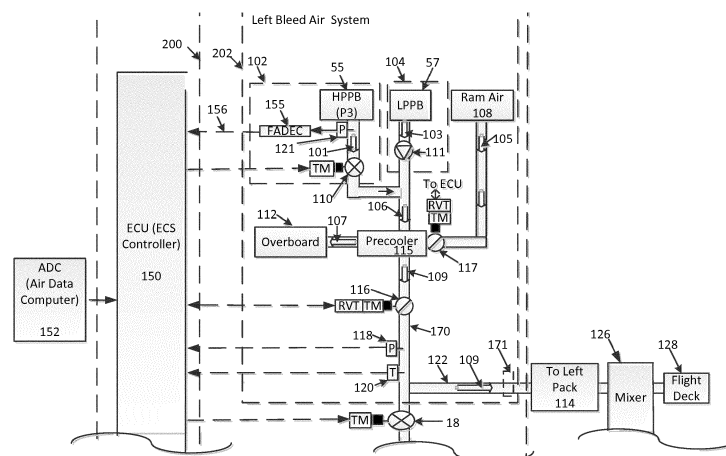 Left Bleed Air System
200
202
102
55
104
57
HPPB
(P3)
LPPB
Ram Air
108
156
155
FADEC
P
121
101
103
111
105
TM
110
To ECU
RVT
TM
106
112
107
Overboard
Precooler
115
117
ECU (ECS
Controller)
150
109
ADC
(Air Data
Computer)
152
116
RVT TM
118
P
170
T
120
122
109
171
126
128
To Left
Pack
114
Mixer
Flight
Deck
TM
18